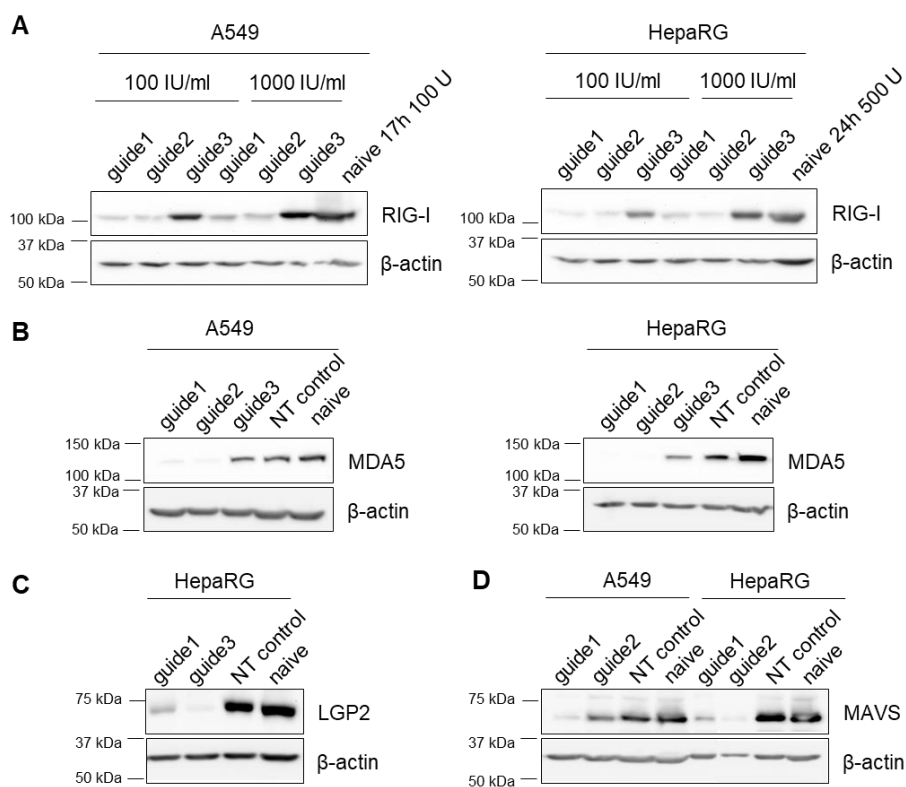 A
A549
HepaRG
100 IU/ml
1000 IU/ml
100 IU/ml
1000 IU/ml
guide1
guide2
guide3
guide1
guide2
guide3
naive 17h 100 U
guide1
guide2
guide3
guide1
guide2
guide3
naive 24h 500 U
100 kDa
RIG-I
37 kDa
50 kDa
β-actin
100 kDa
RIG-I
37 kDa
50 kDa
β-actin
B
A549
HepaRG
guide1
guide2
guide3
NT control
naive
guide1
guide2
guide3
NT control
naive
150 kDa
100 kDa
MDA5
37 kDa
50 kDa
β-actin
150 kDa
100 kDa
MDA5
37 kDa
50 kDa
β-actin
C
HepaRG
guide1
guide3
NT control
naive
75 kDa
LGP2
37 kDa
50 kDa
β-actin
D
A549
HepaRG
guide1
guide2
NT control
naive
guide1
guide2
NT control
naive
75 kDa
MAVS
37 kDa
50 kDa
β-actin